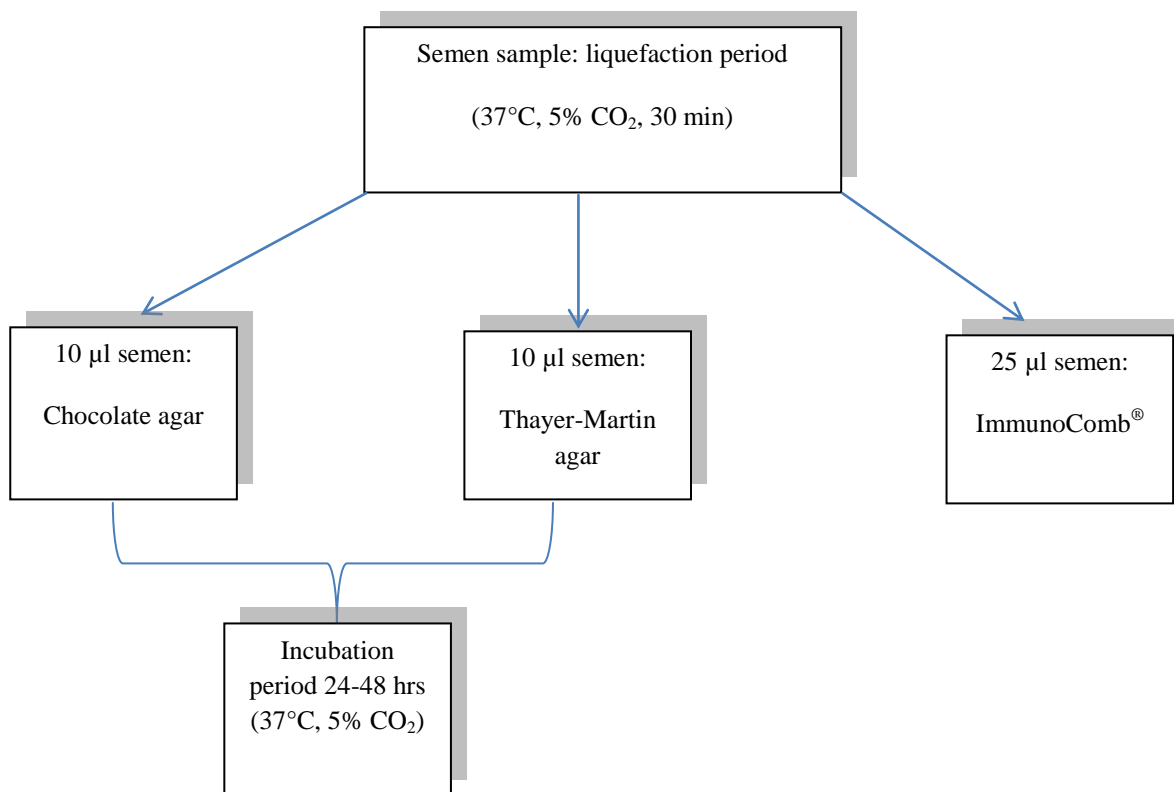 Semen sample: liquefaction period
(37°C, 5% CO₂, 30 min)
10 µl semen:
Chocolate agar
10 µl semen:
Thayer-Martin
agar
25 µl semen:
ImmunoComb®
Incubation
period 24-48 hrs
(37°C, 5% CO₂)